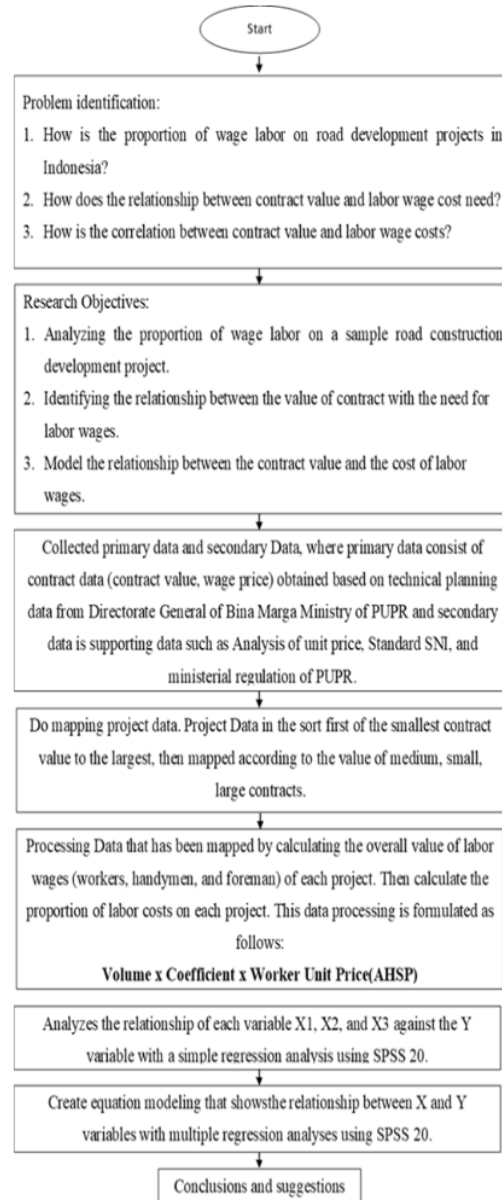 Start
Problem identification:
1. How is the proportion of wage labor on road development projects in
Indonesia?
2. How does the relationship between contract value and labor wage cost need?
3. How is the correlation between contract value and labor wage costs?
Research Objectives:
1. Analyzing the proportion of wage labor on a sample road construction
development project.
2. Identifying the relationship between the value of contract with the need for
labor wages.
3. Model the relationship between the contract value and the cost of labor
wages.
Collected primary data and secondary Data, where primary data consist of
contract data (contract value, wage price) obtained based on technical planning
data from Directorate General of Bina Marga Ministry of PUPR and secondary
data is supporting data such as Analysis of unit price, Standard SNI, and
ministerial regulation of PUPR.
Do mapping project data. Project Data in the sort first of the smallest contract
value to the largest, then mapped according to the value of medium, small,
large contracts.
Processing Data that has been mapped by calculating the overall value of labor
wages (workers, handymen, and foreman) of each project. Then calculate the
proportion of labor costs on each project. This data processing is formulated as
follows:
Volume x Coefficient x Worker Unit Price(AHSP)
Analyzes the relationship of each variable X1, X2, and X3 against the Y
variable with a simple regression analysis using SPSS 20.
Create equation modeling that showsthe relationship between X and Y
variables with multiple regression analyses using SPSS 20.
Conclusions and suggestions